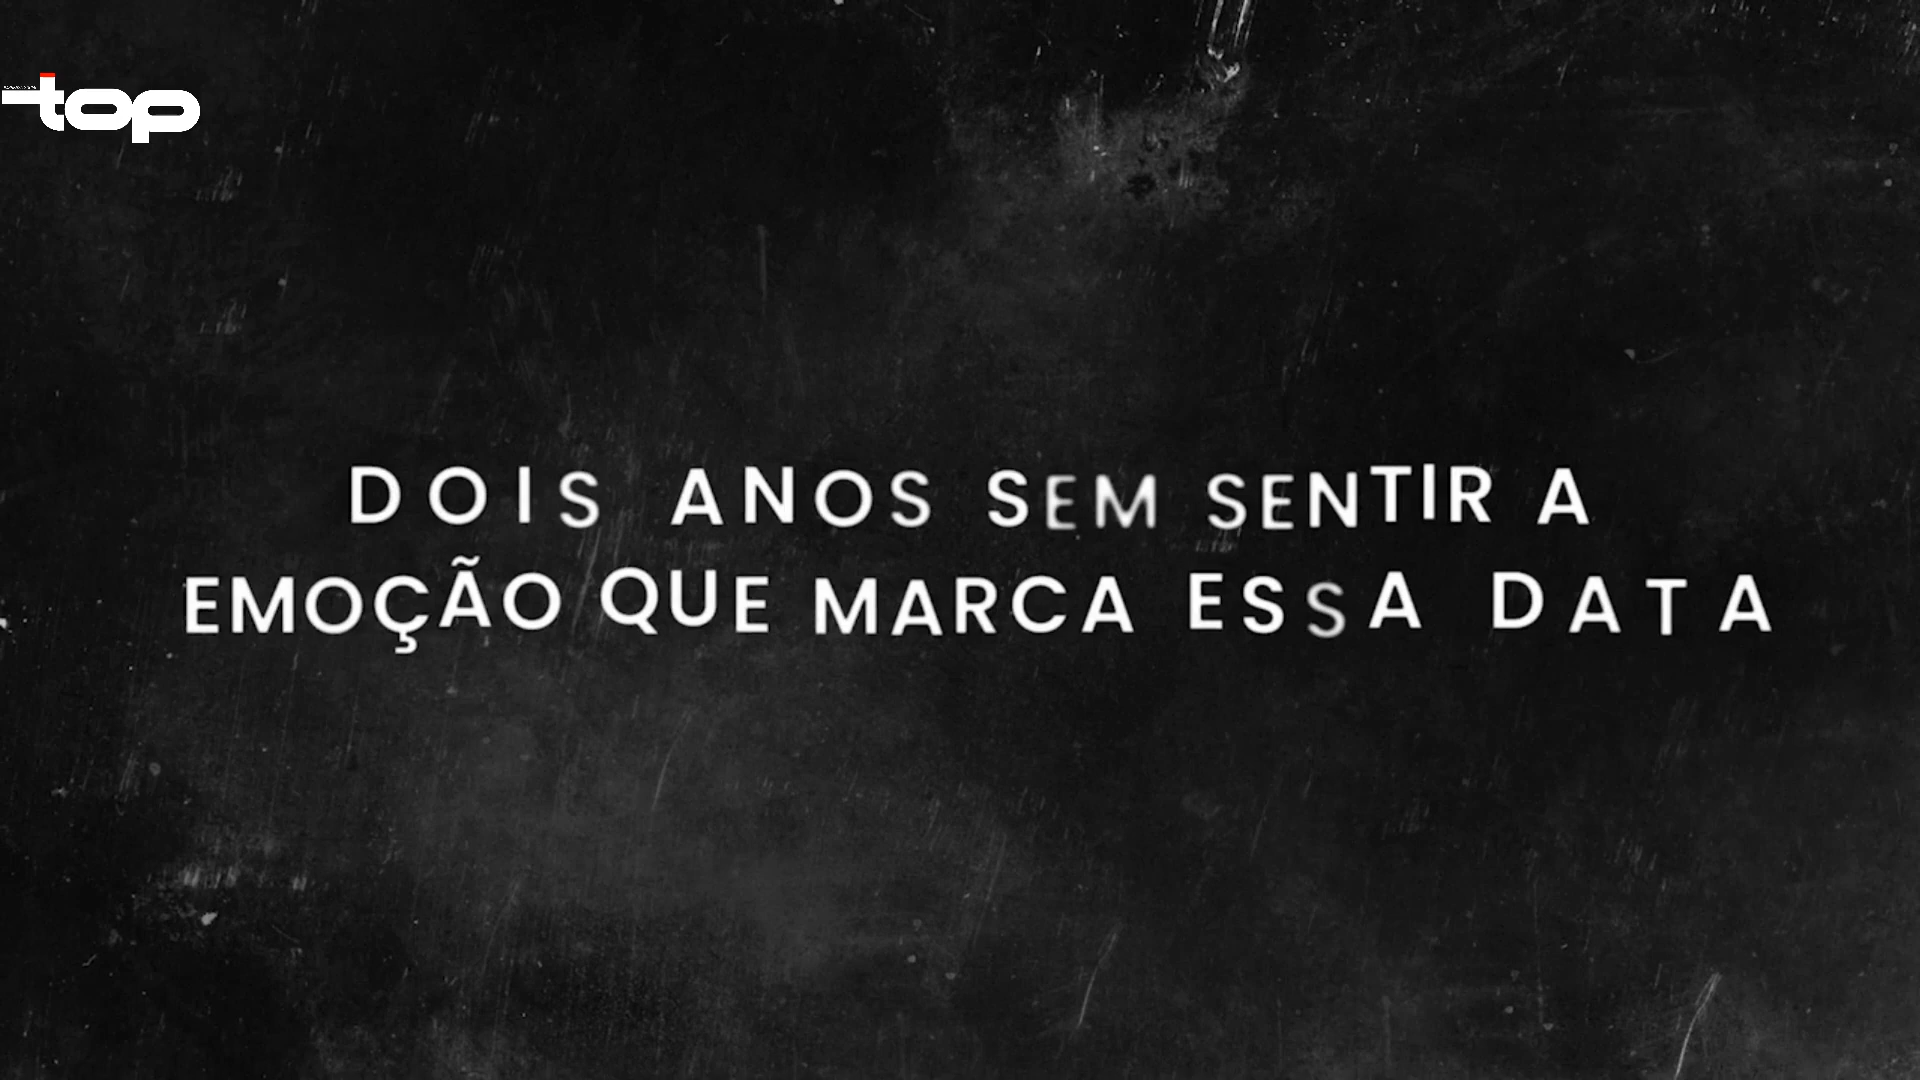 top
DOIS ANOS SEM SENTIR A
EMOÇÃO QUE MARCA ESSA DATA